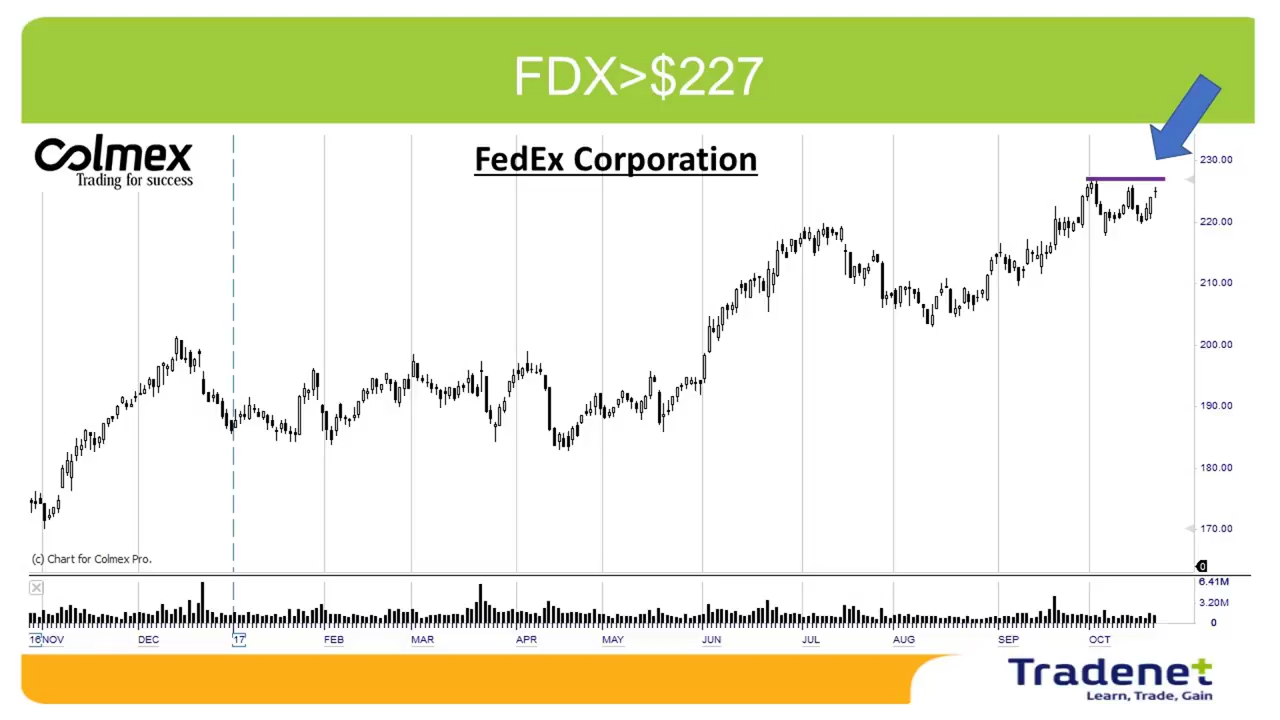 FDX>$227
Colmex
Trading for success
FedEx Corporation
230.00
220.00
210.00
200.00
190.00
180.00
170.00
(c) Chart for Colmex Pro.
0
6.41M
3.20M
0
16 NOV DEC 17 FEB MAR APR MAY JUN JUL AUG SEP OCT
Tradenet
Learn, Trade, Gain